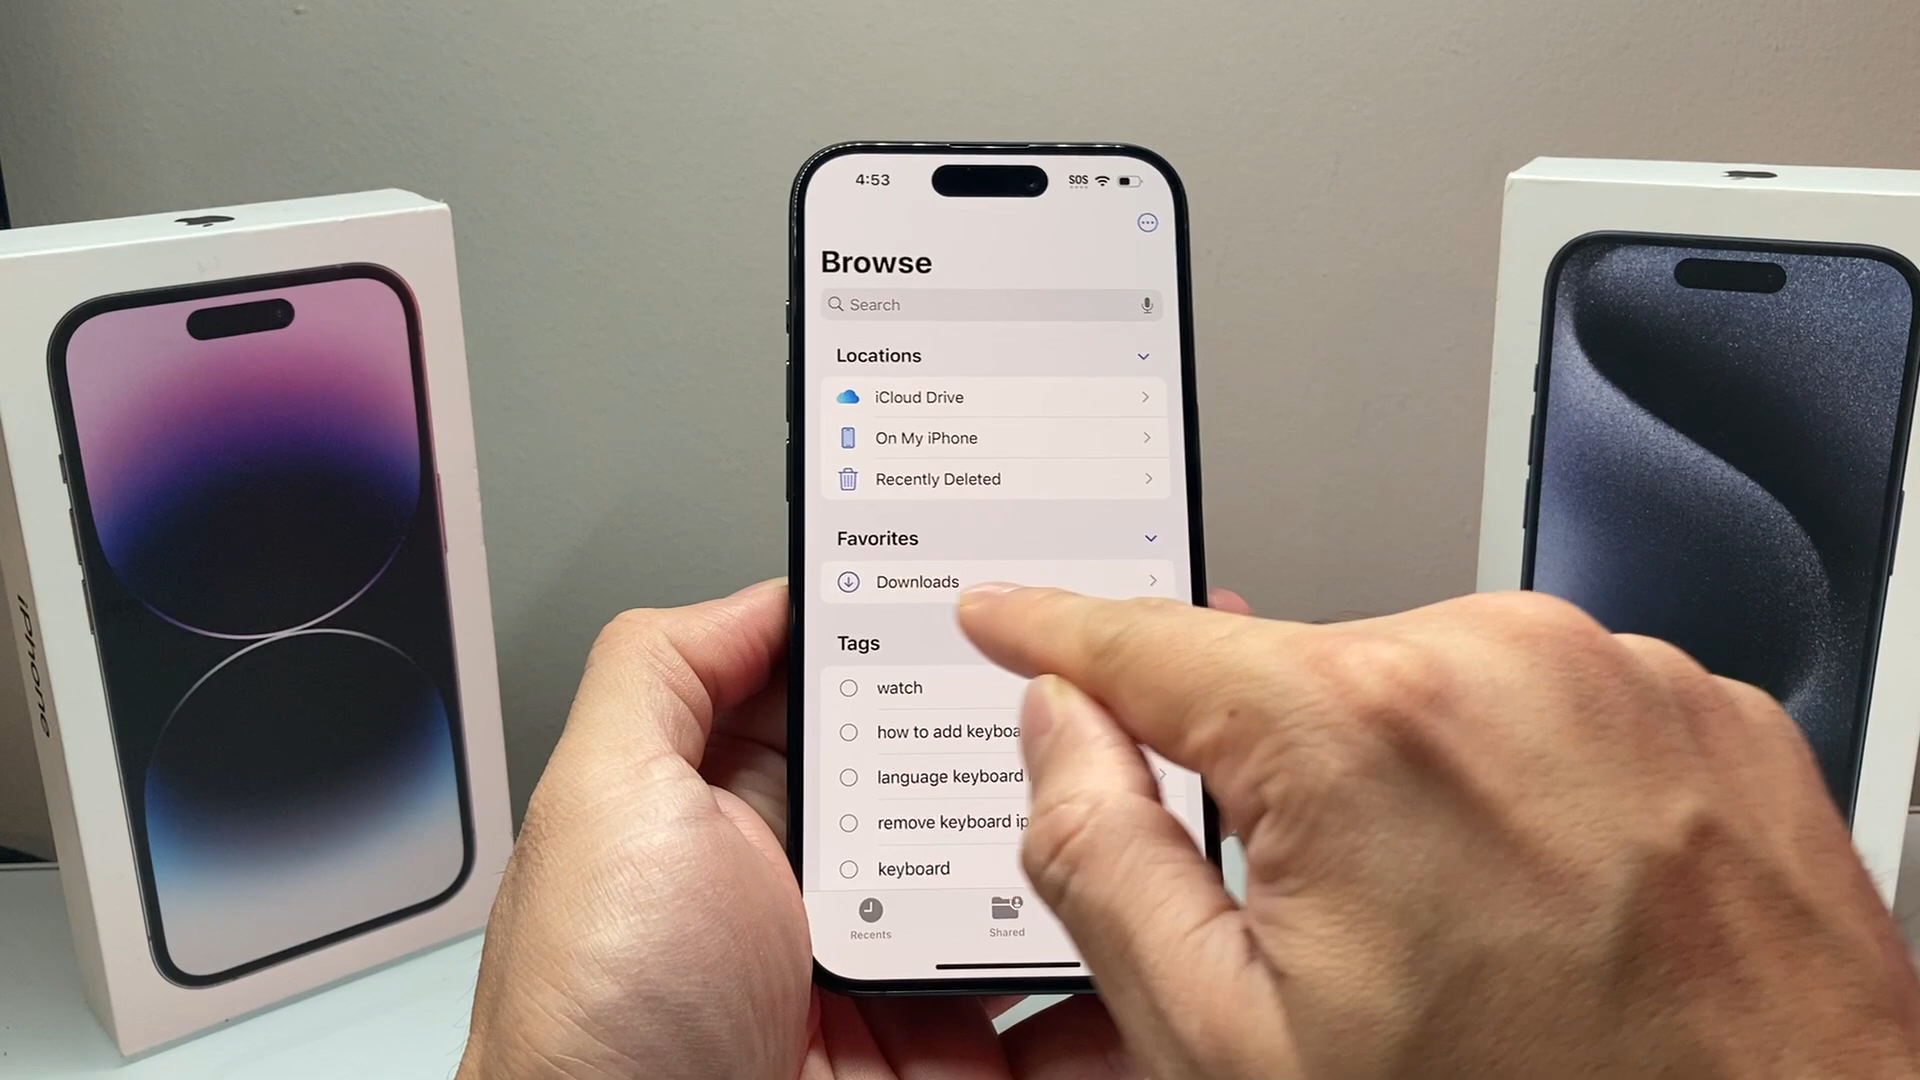 iPhone
4:53
SOS
Browse
Search
Locations
iCloud Drive
On My iPhone
Recently Deleted
Favorites
Downloads
Tags
watch
how to add keyboa
language keyboard
remove keyboard ip
keyboard
Recents
Shared